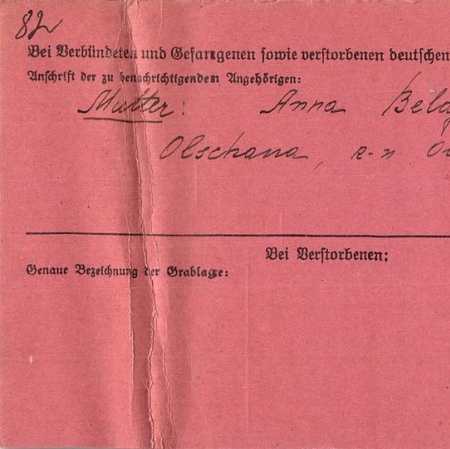 82
Bei Verbündeten und Gefangenen sowie verstorbenen deutschen
Anschrift der zu benachrichtigenden Angehörigen:
Mutter: Anna
Olschana, r-n
Bei Verstorbenen:
Genaue Bezeichnung der Grablage: